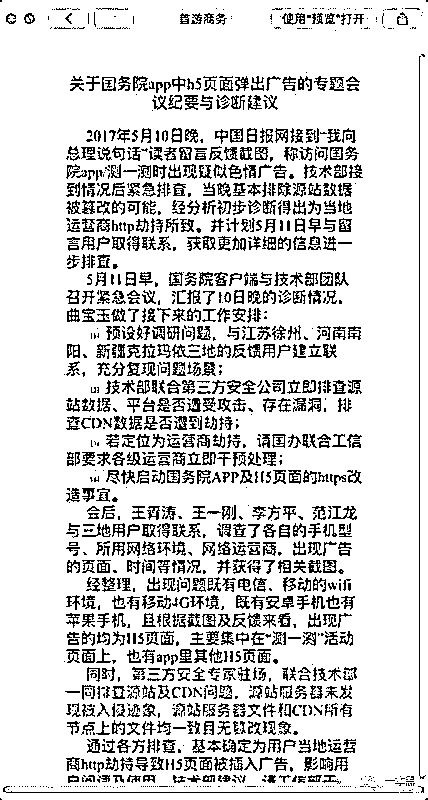 首游商务
使用“预览”打开
关于国务院app中h5页面弹出广告的专题会
议纪要与诊断建议
2017年5月10日晚，中国日报网接到“我向
总理说句话”读者留言反馈截图，称访问国务
院app/测一测时出现疑似色情广告。技术部接
到情况后紧急排查，当晚基本排除源站数据
被篡改的可能，经分析初步诊断得出为当地
运营商http劫持所致。并计划5月11日早与留
言用户取得联系，获取更加详细的信息进一
步排查。
5月11日早，国务院客户端与技术部团队
召开紧急会议，汇报了10日晚的诊断情况。
曲宝玉做了接下来的工作安排：
预设好调研问题，与江苏徐州、河南南
阳、新疆克拉玛依三地的反馈用户建立联
系，充分复现问题场景；
技术部联合第三方安全公司立即排查源
站数据、平台是否遭受攻击、存在漏洞，排
查CDN数据是否遭到劫持；
若定位为运营商劫持，请国办联合工信
部要求各级运营商立即干预处理；
尽快启动国务院APP及H5页面的https改
造事宜。
会后，王霄涛、王一刚、李方平、范江龙
与三地用户取得联系，调查了各自的手机型
号、所用网络环境、网络运营商、出现广告
的页面、时间等情况，并获得了相关截图。
经整理，出现问题既有电信、移动的wifi
环境，也有移动4G环境，既有安卓手机也有
苹果手机，且根据截图及反馈来看，出现广
告的均为H5页面，主要集中在“测一测”活动
页面上，也有app里其他H5页面。
同时，第三方安全专家驻场，联合技术部
一同排查源站及CDN问题，源站服务器未发
现被入侵迹象，源站服务器文件和CDN所有
节点上的文件均一致且无篡改现象。
通过各方排查，基本确定为用户当地运营
商http劫持导致H5页面被插入广告，影响用
户阅读及使用。技术部建议，请工信部于